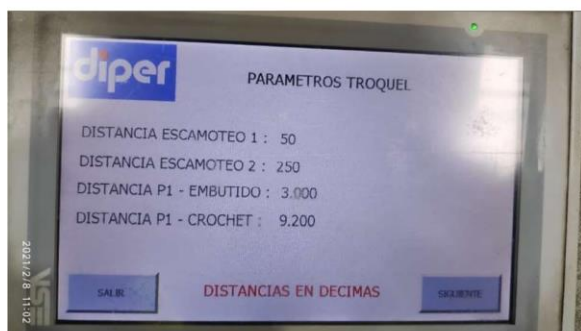 diper
PARAMETROS TROQUEL
DISTANCIA ESCAMOTEO 1 : 50
DISTANCIA ESCAMOTEO 2 : 250
DISTANCIA P1 - EMBUTIDO : 3.000
DISTANCIA P1 - CROCHET : 9.200
SALIR
DISTANCIAS EN DECIMAS
SIGUIENTE
2021/2/8 11:02